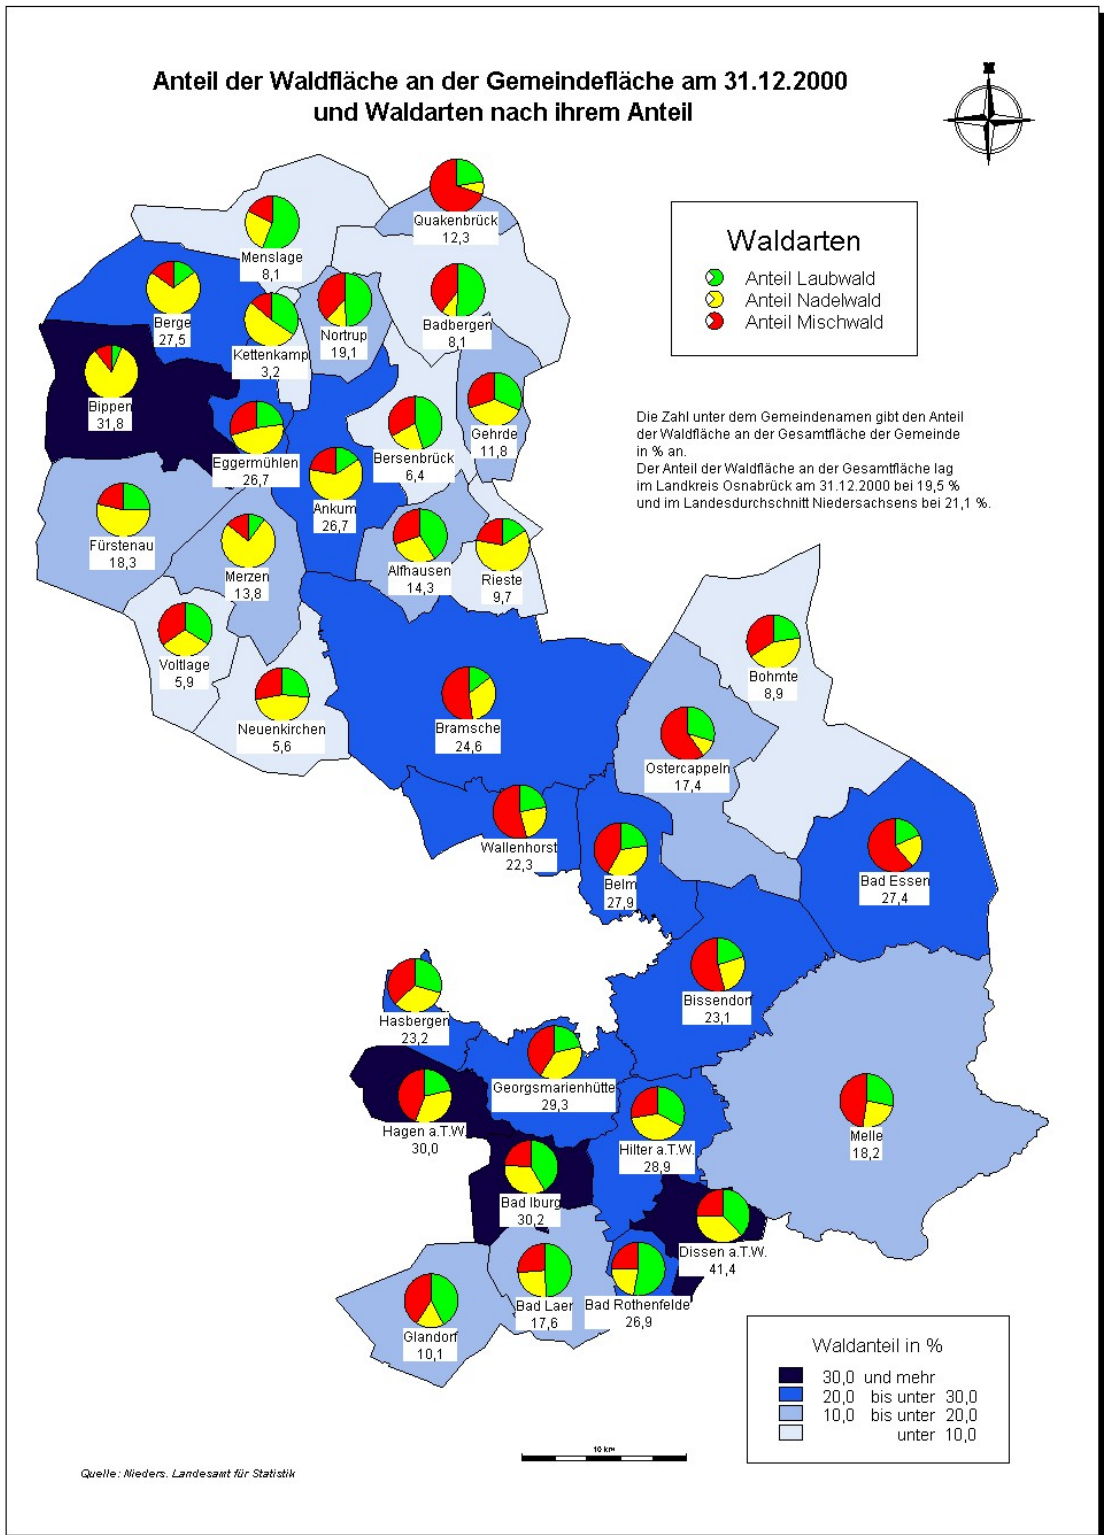 Anteil der Waldfläche an der Gemeindefläche am 31.12.2000
und Waldarten nach ihrem Anteil
N
Waldarten
Anteil Laubwald
Anteil Nadelwald
Anteil Mischwald
Die Zahl unter dem Gemeindenamen gibt den Anteil
der Waldfläche an der Gesamtfläche der Gemeinde
in % an.
Der Anteil der Waldfläche an der Gesamtfläche lag
im Landkreis Osnabrück am 31.12.2000 bei 19,5 %
und im Landesdurchschnitt Niedersachsens bei 21,1 %.
Quakenbrück
12,3
Menslage
8,1
Berge
27,5
Kettenkamp
3,2
Nortrup
19,1
Badbergen
8,1
Bippen
31,8
Eggermühlen
26,7
Bersenbrück
6,4
Gehrde
11,8
Ankum
26,7
Fürstenau
18,3
Merzen
13,8
Alfhausen
14,3
Rieste
9,7
Voltlage
5,9
Neuenkirchen
5,6
Bramsche
24,6
Bohmte
8,9
Ostercappeln
17,4
Wallenhorst
22,3
Belm
27,9
Bad Essen
27,4
Hasbergen
23,2
Bissendorf
23,1
Georgsmarienhütte
29,3
Hagen a.T.W.
30,0
Hilter a.T.W.
28,9
Melle
18,2
Bad Iburg
30,2
Dissen a.T.W.
41,4
Bad Laer
17,6
Bad Rothenfelde
26,9
Glandorf
10,1
Waldanteil in %
30,0 und mehr
20,0 bis unter 30,0
10,0 bis unter 20,0
unter 10,0
10 km
Quelle: Nieders. Landesamt für Statistik